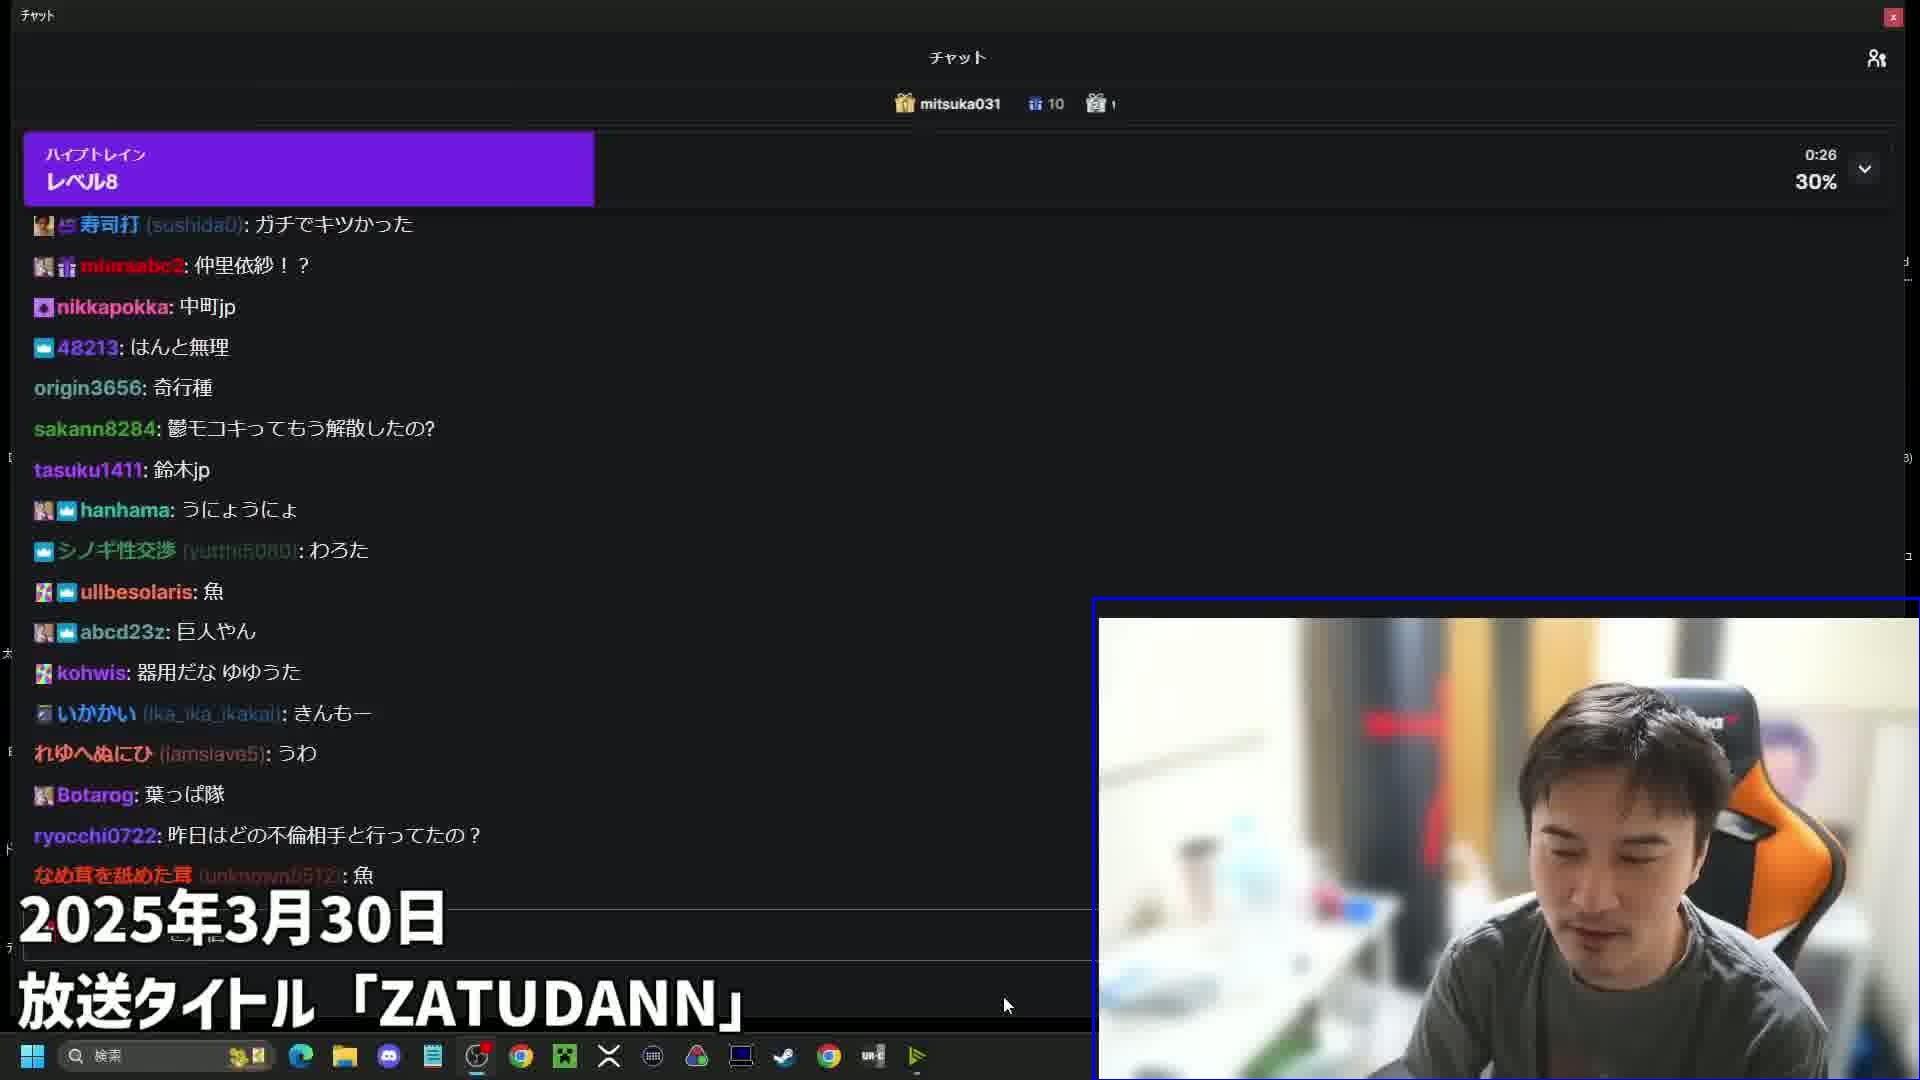 チャット
チャット
mitsuka031 10
ハイプトレイン
レベル8
0:26
30%
寿司打 (sushida0): ガチでキツかった
: 仲里依紗！？
nikkapokka: 中町jp
48213: はんと無理
origin3656: 奇行種
sakann8284: 鬱モコキってもう解散したの?
tasuku1411: 鈴木jp
hanhama: うにょうにょ
シノギ性交渉 : わろた
ullbesolaris: 魚
abcd23z: 巨人やん
kohwis: 器用だな ゆゆうた
いかかい (ika_ika_ikakai): きんもー
れゆへぬにひ (iamslave5): うわ
Botarog: 葉っぱ隊
ryocchi0722: 昨日はどの不倫相手と行ってたの？
なめ茸を舐めた茸 : 魚
2025年3月30日
放送タイトル「ZATUDANN」
検索
UR-C